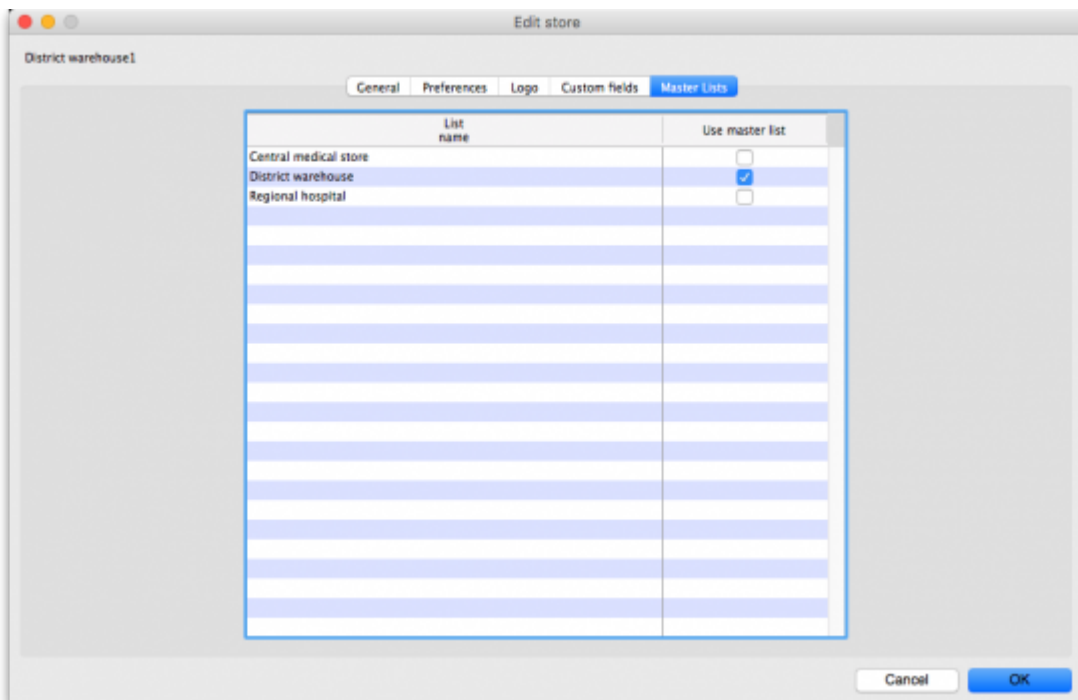 Edit store
District warehouse1
General Preferences Logo Custom fields Master Lists
List name Use master list
Central medical store
District warehouse
Regional hospital
Cancel OK